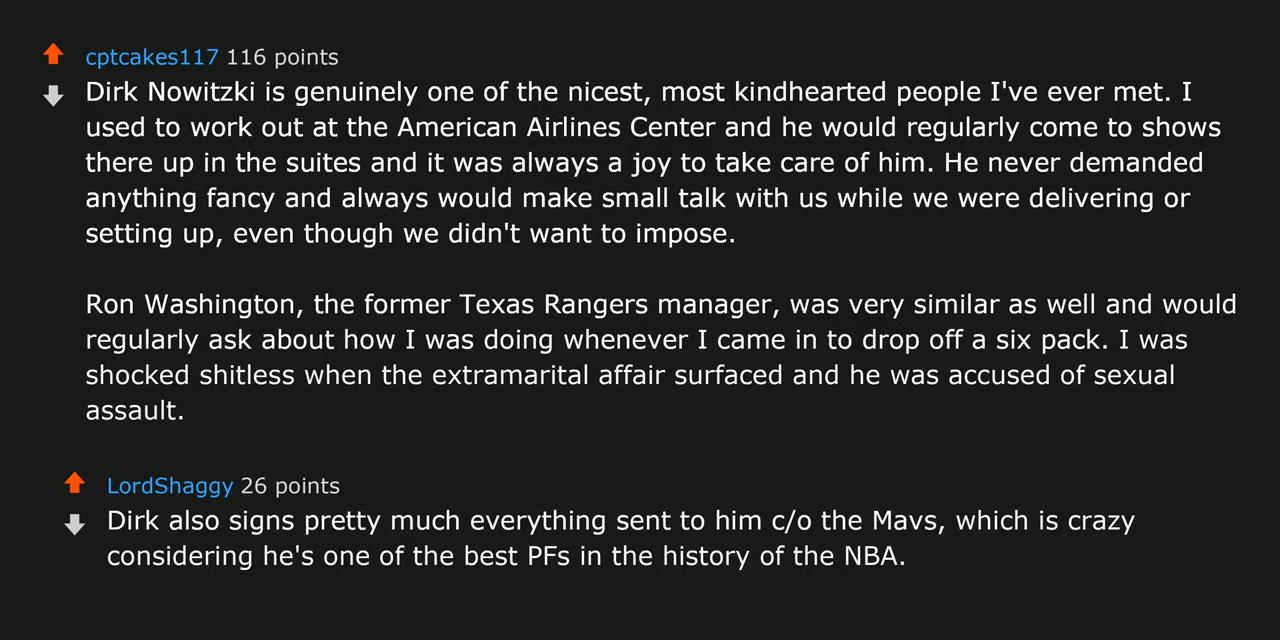 cptcakes117 116 points
Dirk Nowitzki is genuinely one of the nicest, most kindhearted people I've ever met. I
used to work out at the American Airlines Center and he would regularly come to shows
there up in the suites and it was always a joy to take care of him. He never demanded
anything fancy and always would make small talk with us while we were delivering or
setting up, even though we didn't want to impose.
Ron Washington, the former Texas Rangers manager, was very similar as well and would
regularly ask about how I was doing whenever I came in to drop off a six pack. I was
shocked shitless when the extramarital affair surfaced and he was accused of sexual
assault.
LordShaggy 26 points
Dirk also signs pretty much everything sent to him c/o the Mavs, which is crazy
considering he's one of the best PFs in the history of the NBA.